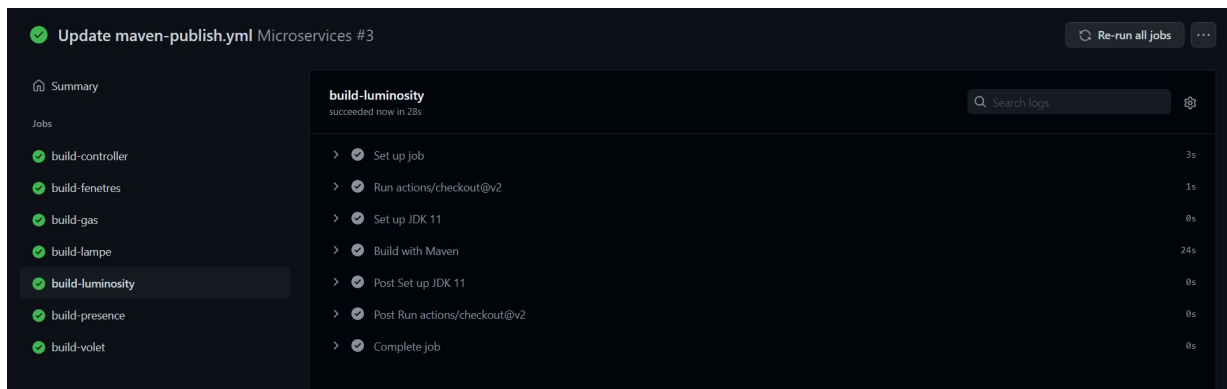 Update maven-publish.yml Microservices #3
Re-run all jobs
Summary
Jobs
build-controller
build-fenetres
build-gas
build-lampe
build-luminosity
build-presence
build-volet
build-luminosity
succeeded now in 28s
Search logs
Set up job 3s
Run actions/checkout@v2 1s
Set up JDK 11 0s
Build with Maven 24s
Post Set up JDK 11 0s
Post Run actions/checkout@v2 0s
Complete job 0s